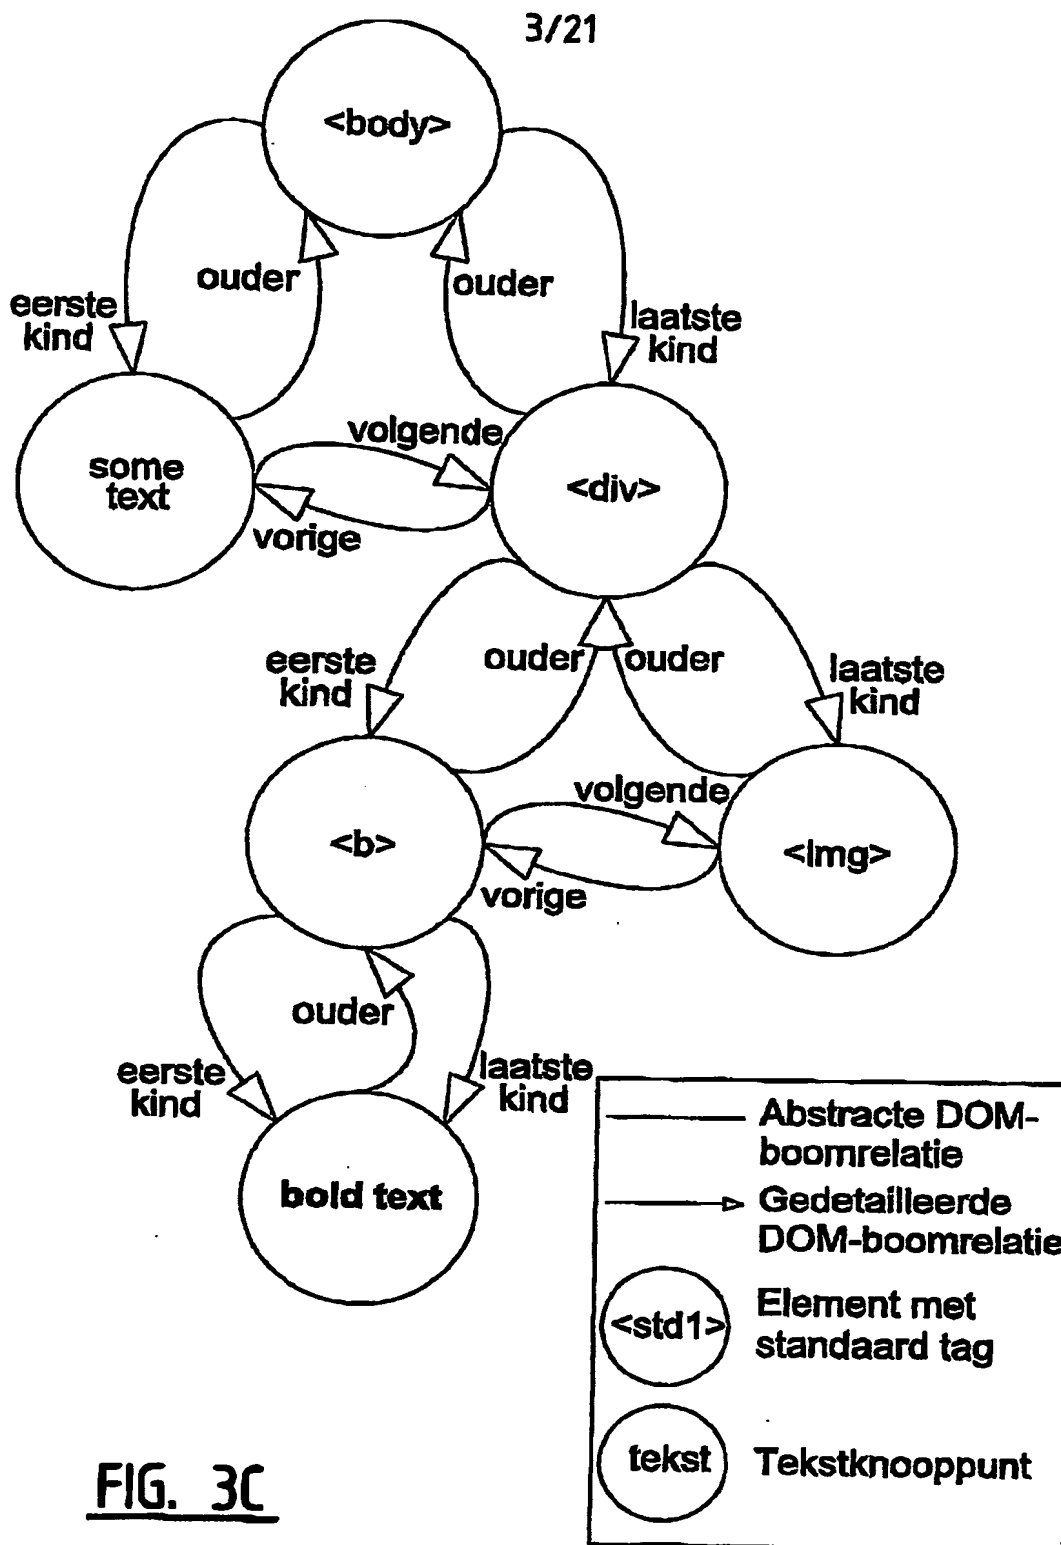 3/21
<body>
ouder
ouder
eerste
kind
laatste
kind
volgende
some
text
<div>
vorige
eerste
kind
ouder
ouder
laatste
kind
volgende
<b>
<Img>
vorige
ouder
eerste
kind
laatste
kind
bold text
Abstracte DOM-
boomrelatie
Gedetailleerde
DOM-boomrelatie
<std1>
Element met
standaard tag
tekst
Tekstknooppunt
FIG. 3C